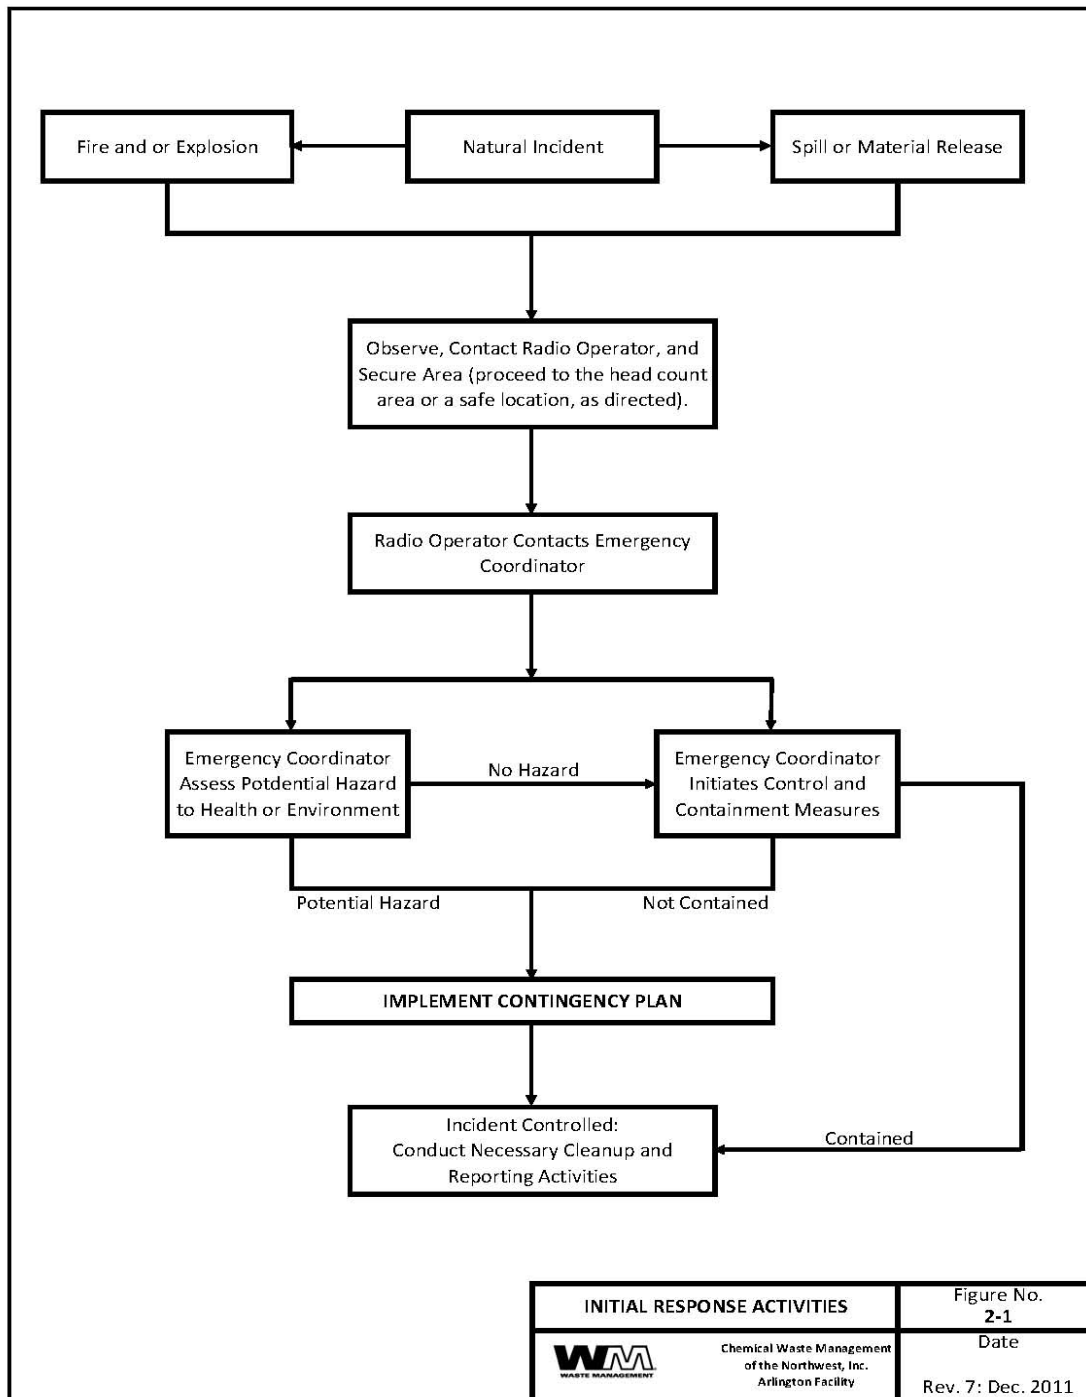 Fire and or Explosion
Natural Incident
Spill or Material Release
Observe, Contact Radio Operator, and
Secure Area (proceed to the head count
area or a safe location, as directed).
Radio Operator Contacts Emergency
Coordinator
Emergency Coordinator
Assess Potdential Hazard
to Health or Environment
No Hazard
Emergency Coordinator
Initiates Control and
Containment Measures
Potential Hazard
Not Contained
IMPLEMENT CONTINGENCY PLAN
Incident Controlled:
Conduct Necessary Cleanup and
Reporting Activities
Contained
INITIAL RESPONSE ACTIVITIES
Figure No.
2-1
WM
WASTE MANAGEMENT
Chemical Waste Management
of the Northwest, Inc.
Arlington Facility
Date
Rev. 7: Dec. 2011